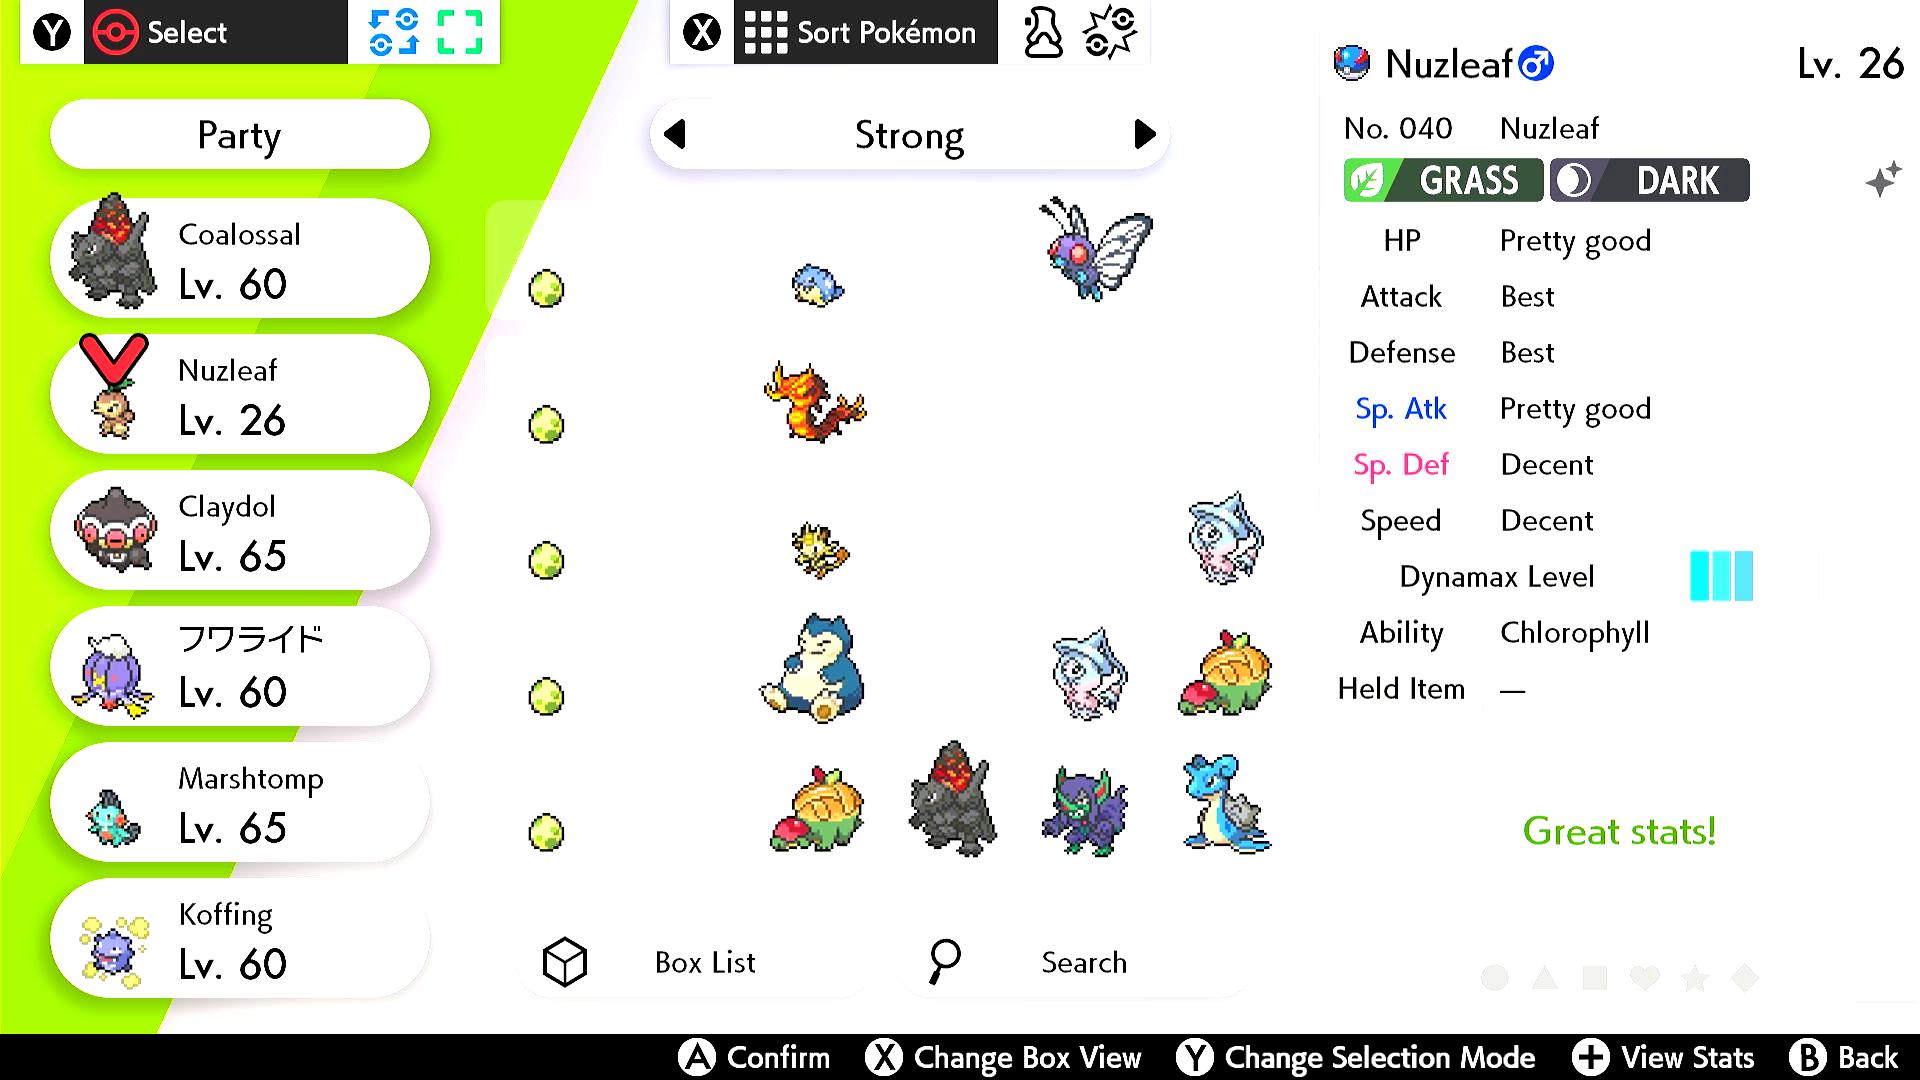 Y Select
X Sort Pokémon
Party
Coalossal
Lv. 60
Nuzleaf
Lv. 26
Claydol
Lv. 65
フワライド
Lv. 60
Marshtomp
Lv. 65
Koffing
Lv. 60
Strong
Box List
Search
Nuzleaf♂ Lv. 26
No. 040 Nuzleaf
GRASS DARK
HP Pretty good
Attack Best
Defense Best
Sp. Atk Pretty good
Sp. Def Decent
Speed Decent
Dynamax Level
Ability Chlorophyll
Held Item —
Great stats!
A Confirm X Change Box View Y Change Selection Mode + View Stats B Back